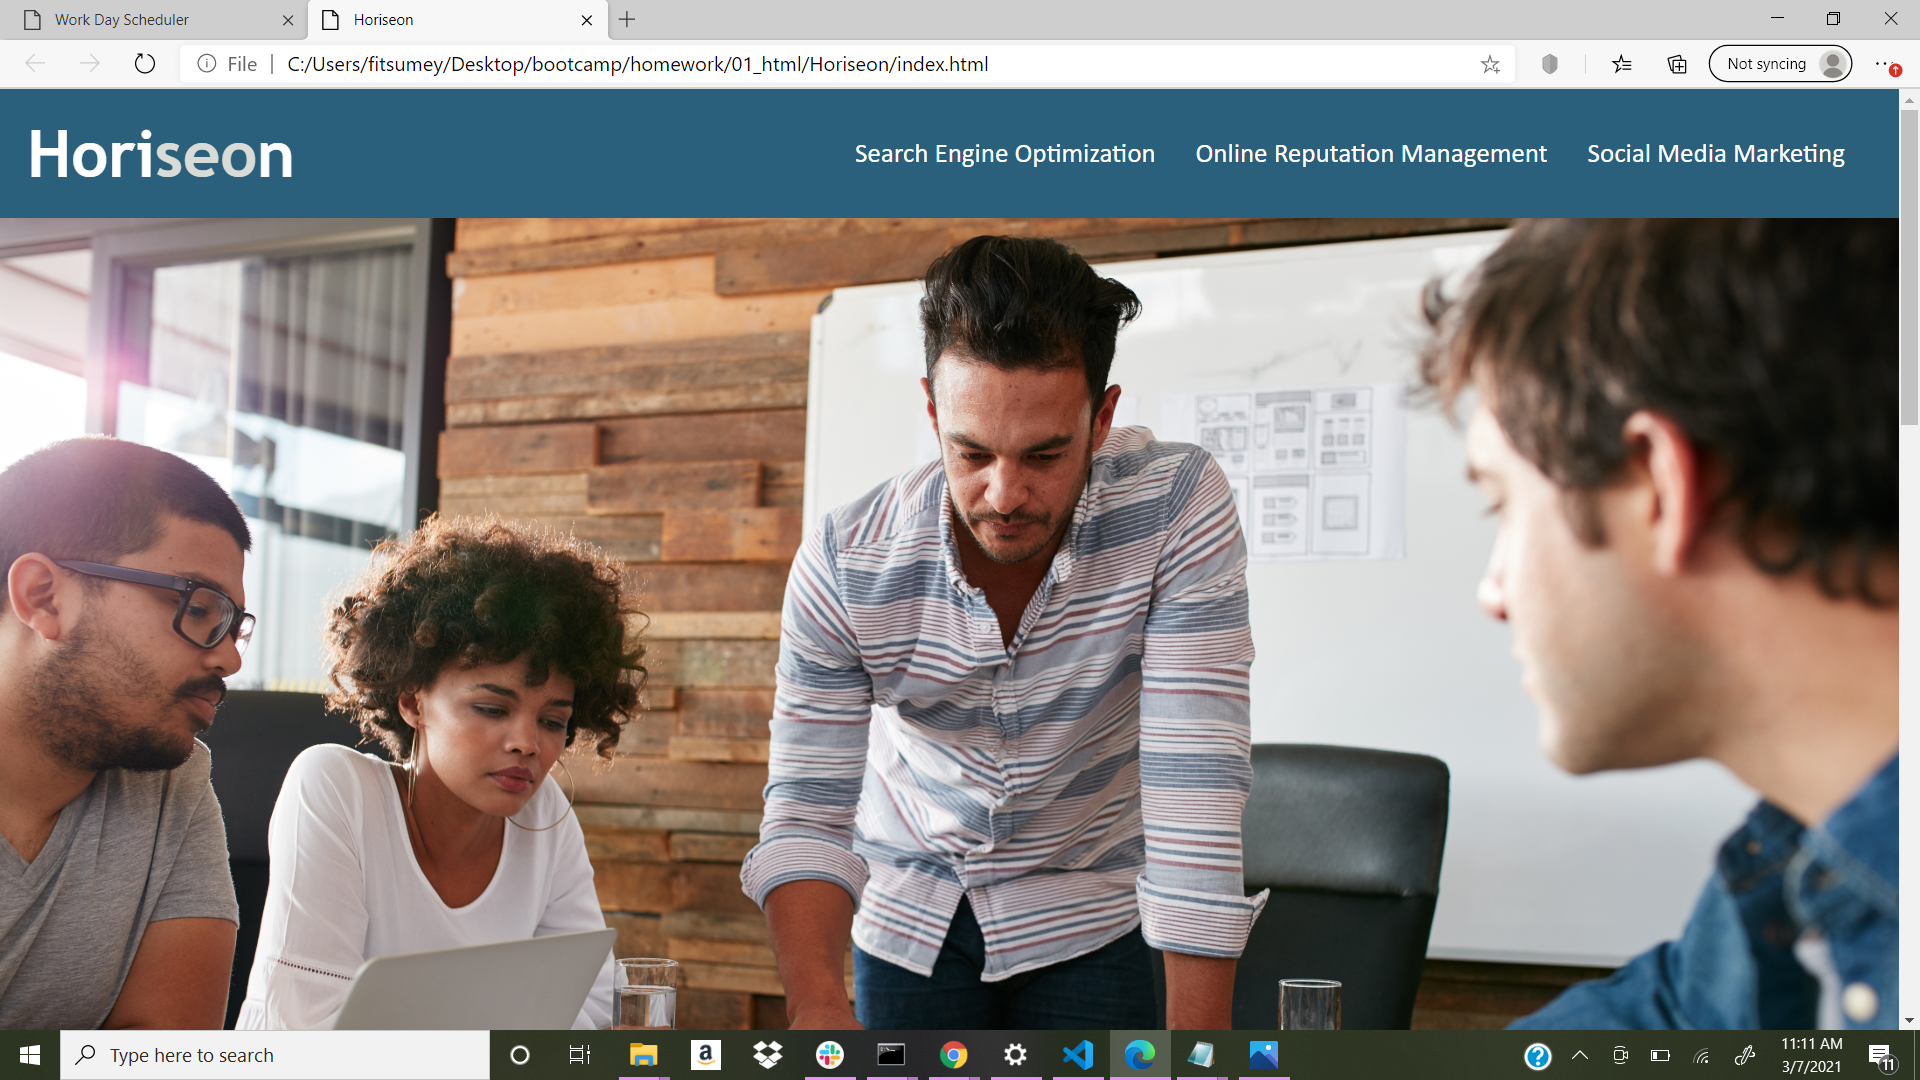 Work Day Scheduler
Horiseon
File
C:/Users/fitsumey/Desktop/bootcamp/homework/01_html/Horiseon/index.html
Not syncing
Horiseon
Search Engine Optimization
Online Reputation Management
Social Media Marketing
Type here to search
11:11 AM
3/7/2021
11